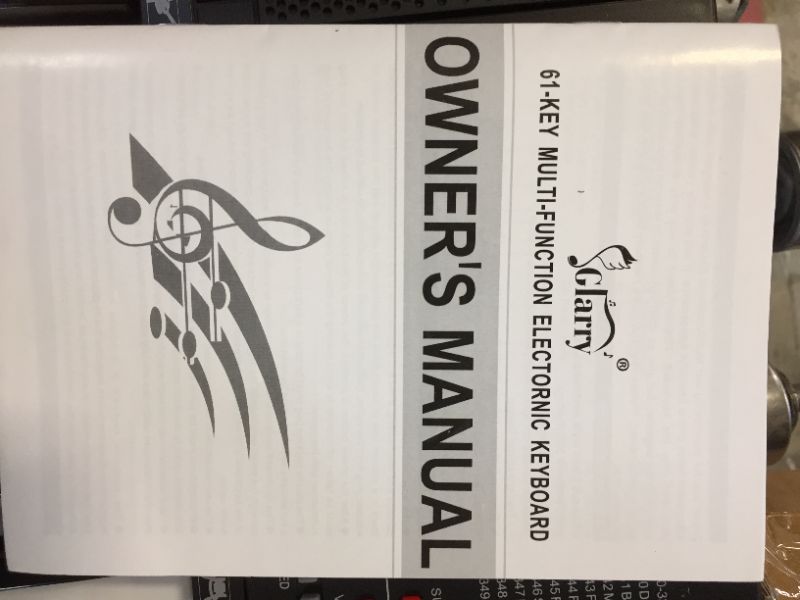 Glarry®
61-KEY MULTI-FUNCTION ELECTORNIC KEYBOARD
OWNER'S MANUAL